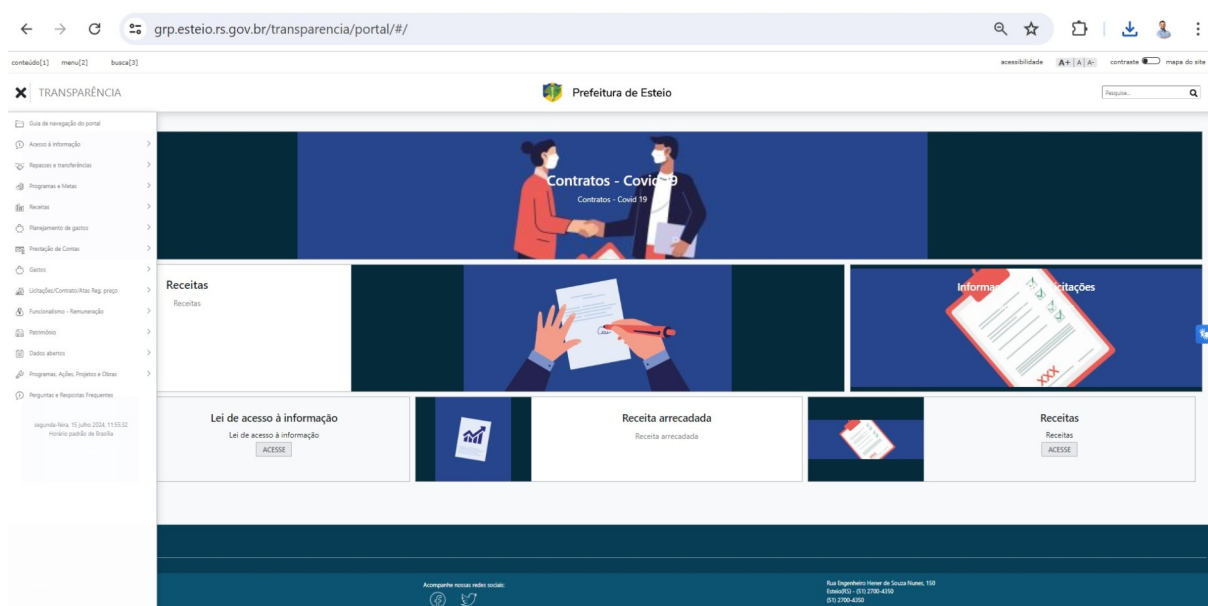 grp.esteio.rs.gov.br/transparencia/portal/#/
conteúdo[1] menu[2] busca[3]
acessibilidade A+ | A | A- contraste mapa do site
TRANSPARÊNCIA
Prefeitura de Esteio
Pesquisa...
Guia de navegação do portal
Acesso à Informação
Repasses e transferências
Programas e Metas
Receitas
Planejamento de gastos
Prestação de Contas
Gastos
Licitações/Contrato/Atas Reg. preço
Funcionalismo - Remuneração
Patrimônio
Dados abertos
Programas, Ações, Projetos e Obras
Perguntas e Respostas Frequentes
segunda-feira, 15 julho 2024, 11:55:32
Horário padrão de Brasília
Contratos - Covid 19
Contratos - Covid 19
Receitas
Receitas
XXX
Lei de acesso à informação
Lei de acesso à informação
ACESSE
Receita arrecadada
Receita arrecadada
Receitas
Receitas
ACESSE
Acompanhe nossas redes sociais:
Rua Engenheiro Hener de Souza Nunes, 150
Esteio(RS) - (51) 2700-4350
(51) 2700-4350